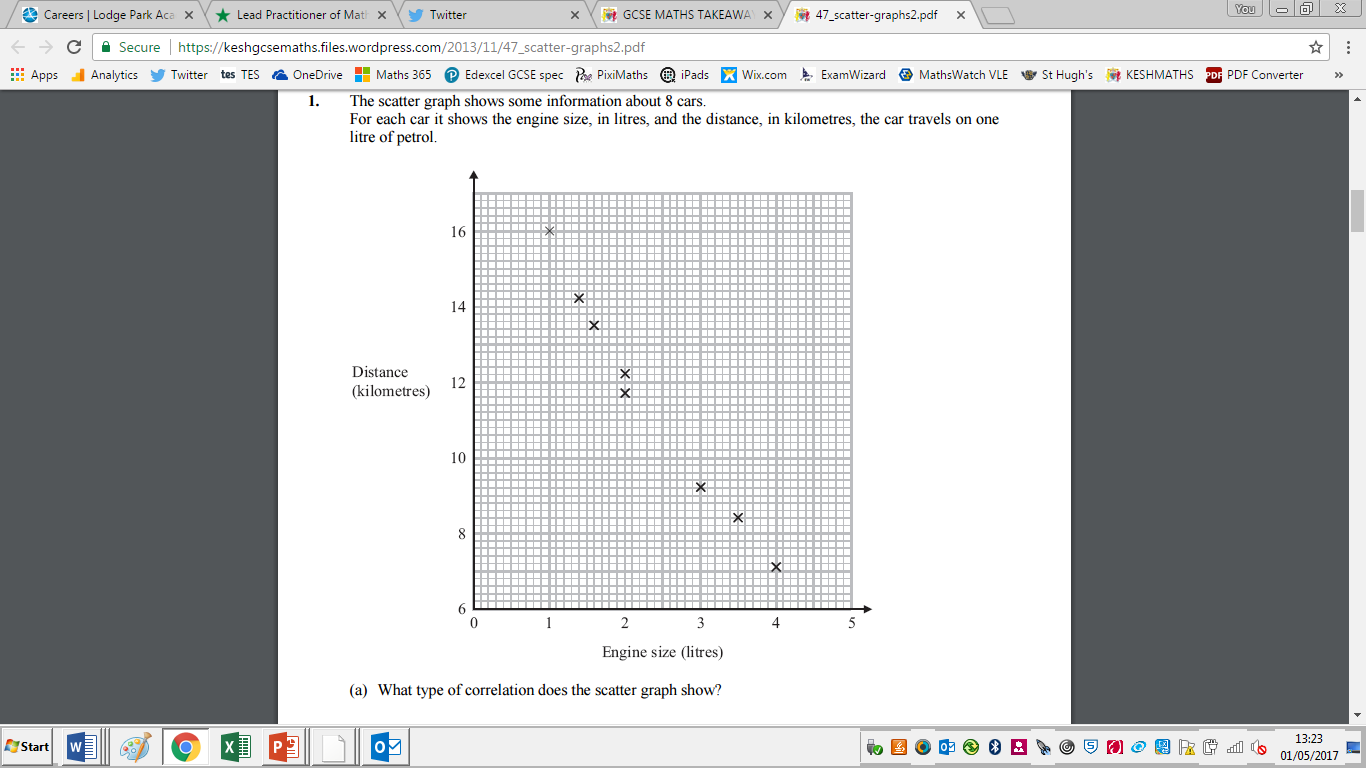 Careers | Lodge Park Aca
Lead Practitioner of Math
Twitter
GCSE MATHS TAKEAWA
47_scatter-graphs2.pdf
You
Secure | https://keshgcsemaths.files.wordpress.com/2013/11/47_scatter-graphs2.pdf
Apps Analytics Twitter tes TES OneDrive Maths 365 Edexcel GCSE spec PixiMaths iPads Wix.com ExamWizard MathsWatch VLE St Hugh's KESHMATHS PDF PDF Converter »
1. The scatter graph shows some information about 8 cars.
For each car it shows the engine size, in litres, and the distance, in kilometres, the car travels on one
litre of petrol.
16
14
Distance
(kilometres)
12
10
8
6
0 1 2 3 4 5
Engine size (litres)
(a) What type of correlation does the scatter graph show?
Start
13:23
01/05/2017